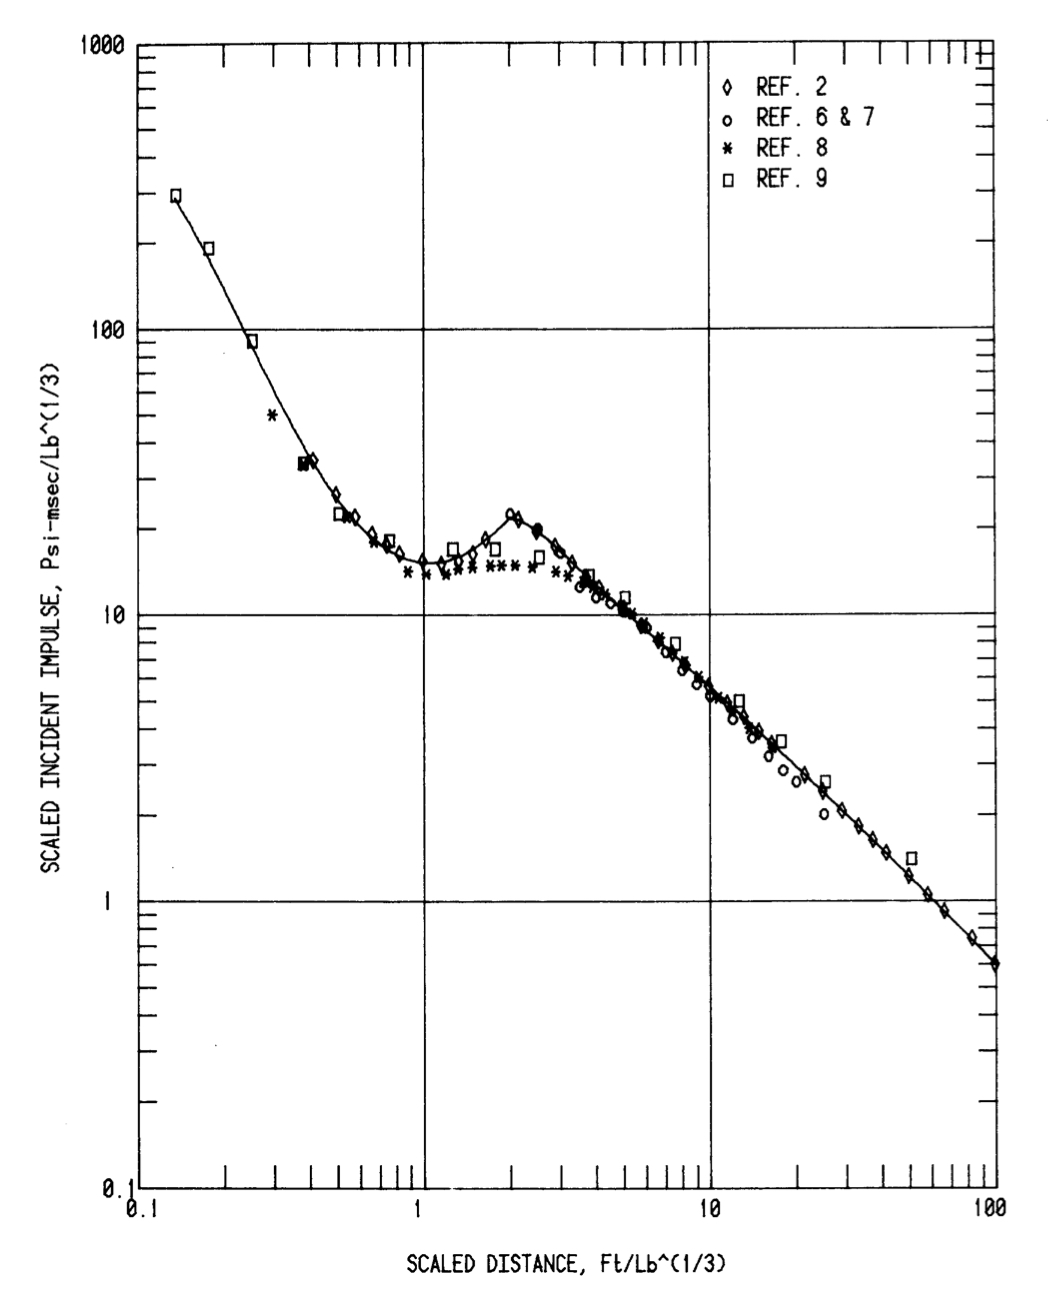 1000
◊ REF. 2
o REF. 6 & 7
* REF. 8
□ REF. 9
100
10
1
0.1
0.1 1 10 100
SCALED INCIDENT IMPULSE, Psi-msec/Lb^(1/3)
SCALED DISTANCE, Ft/Lb^(1/3)